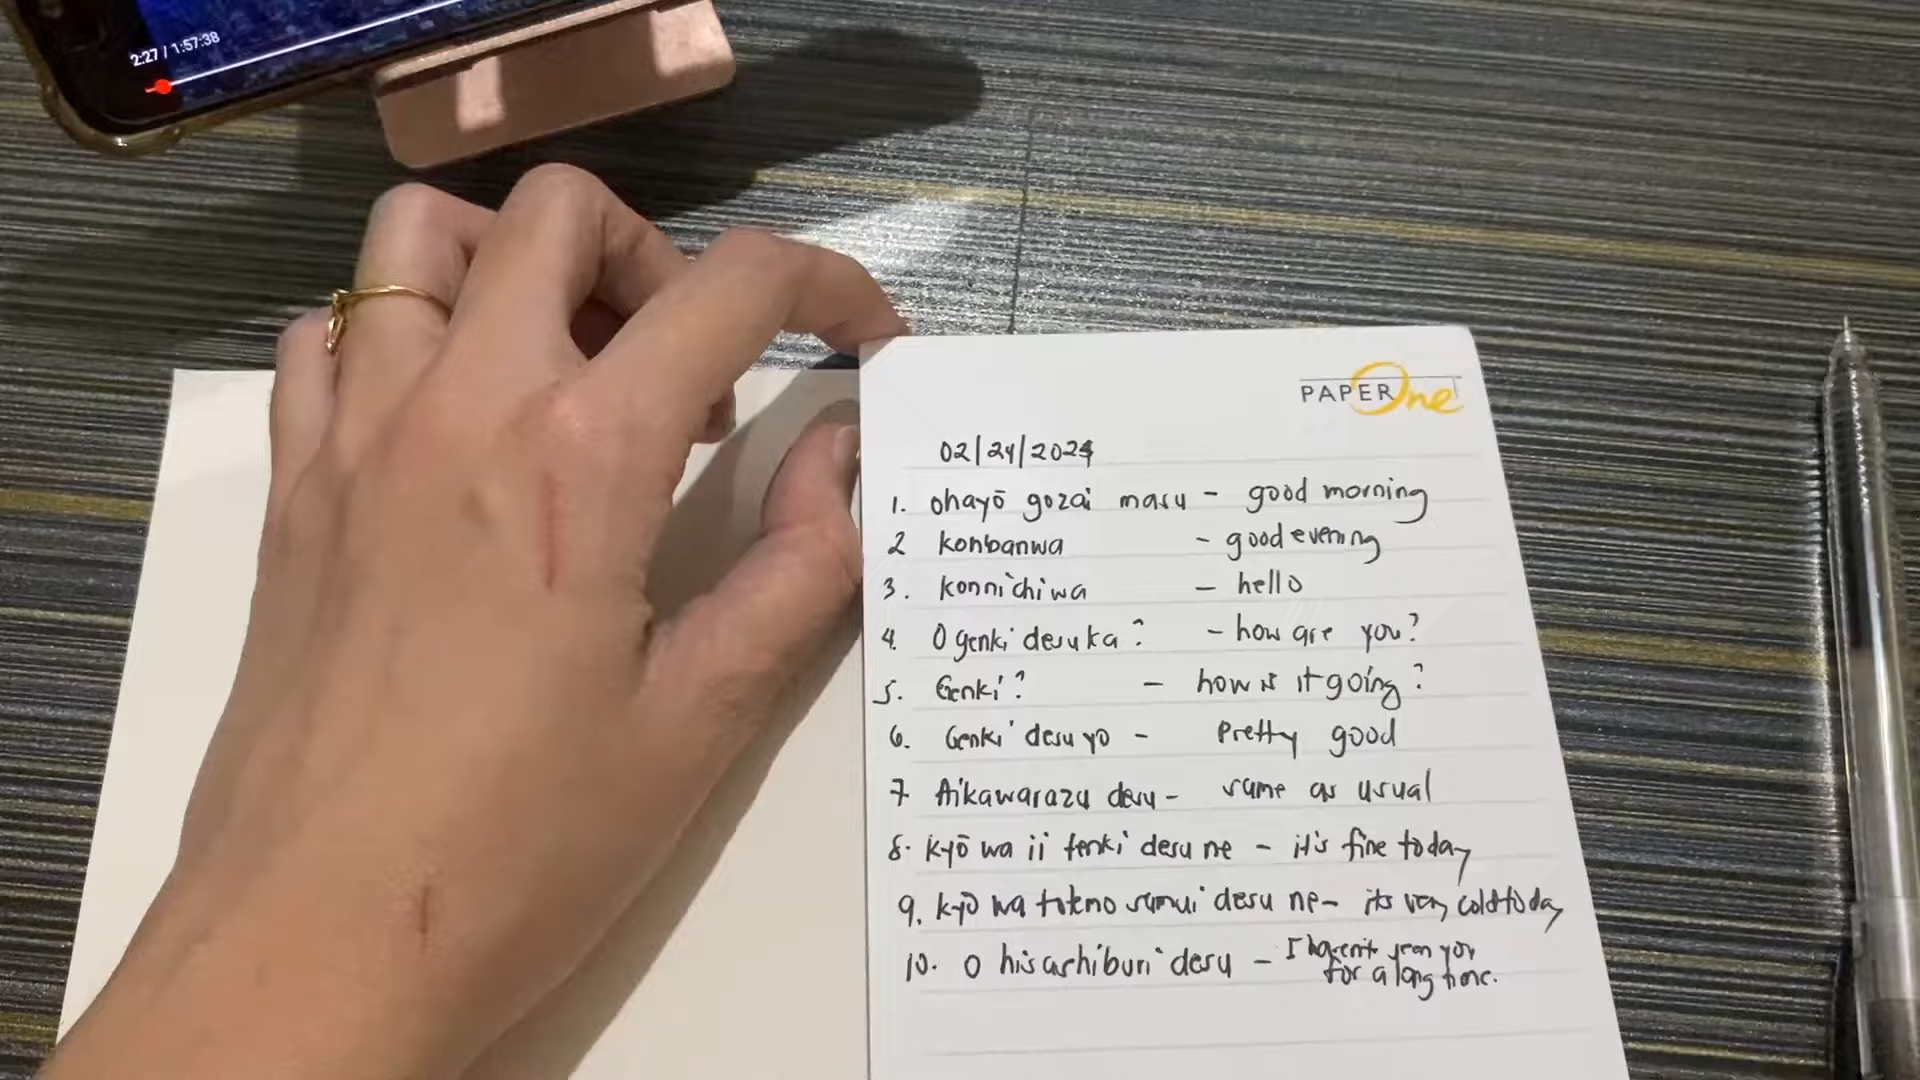 2:27 / 1:57:38
PAPER One
02/24/2024
1. ohayō gozai masu - good morning
2 konbanwa - good evening
3. konnichiwa - hello
4. O genki desuka? - how are you?
5. Genki? - how is it going?
6. Genki desu yo - Pretty good
7. Aikawarazu desu - same as usual
8. kyō wa ii tenki desu ne - it's fine today
9. kyō wa totemo samui desu ne - its very cold today
10. O hisashiburi desu - I haven't seen you
for a long time.